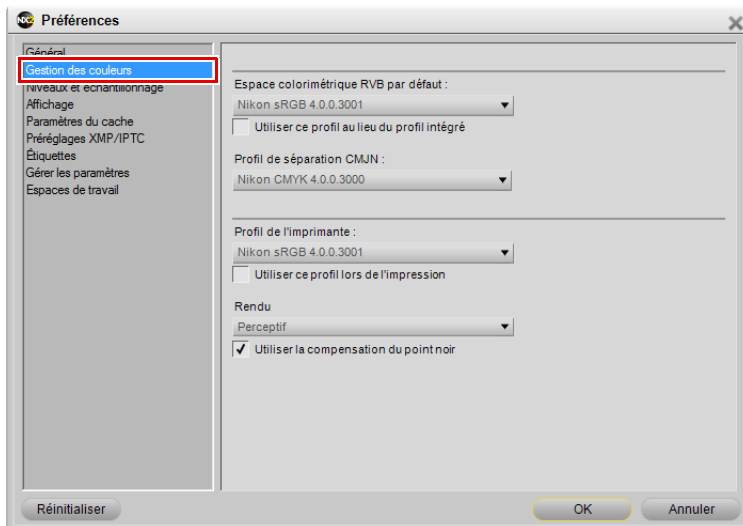 NX2 Préférences
Général
Gestion des couleurs
Niveaux et échantillonnage
Affichage
Paramètres du cache
Préréglages XMP/IPTC
Étiquettes
Gérer les paramètres
Espaces de travail
Espace colorimétrique RVB par défaut :
Nikon sRGB 4.0.0.3001
Utiliser ce profil au lieu du profil intégré
Profil de séparation CMJN :
Nikon CMYK 4.0.0.3000
Profil de l'imprimante :
Nikon sRGB 4.0.0.3001
Utiliser ce profil lors de l'impression
Rendu
Perceptif
Utiliser la compensation du point noir
Réinitialiser
OK
Annuler